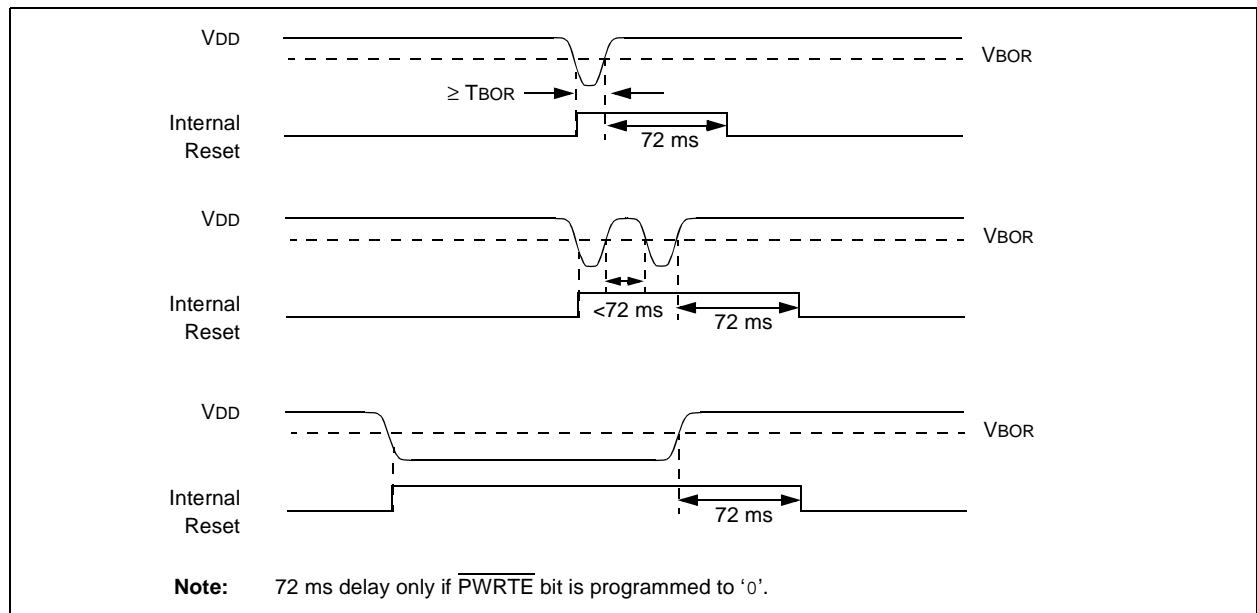 VDD
VBOR
≥ TBOR
Internal
Reset
72 ms
VDD
VBOR
Internal
Reset
<72 ms
72 ms
VDD
VBOR
Internal
Reset
72 ms
Note: 72 ms delay only if P̅W̅R̅T̅E̅ bit is programmed to ‘0’.